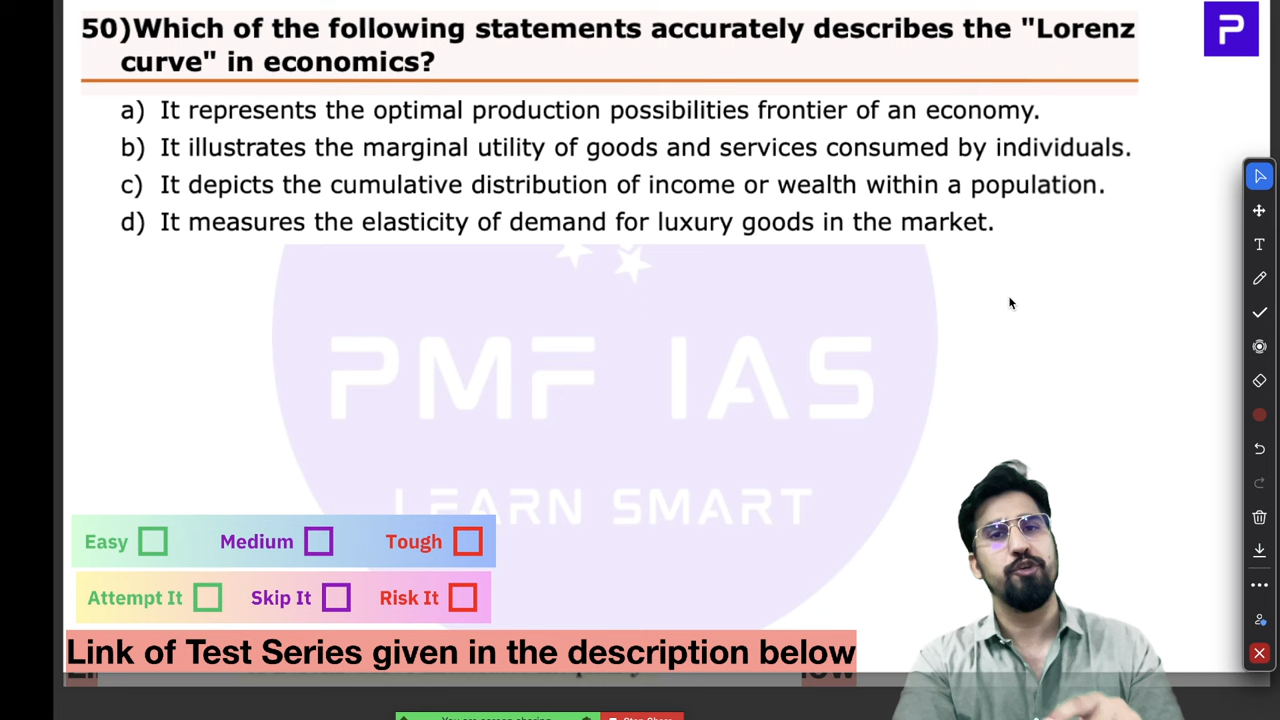 50)Which of the following statements accurately describes the "Lorenz
curve" in economics?
P
a) It represents the optimal production possibilities frontier of an economy.
b) It illustrates the marginal utility of goods and services consumed by individuals.
c) It depicts the cumulative distribution of income or wealth within a population.
d) It measures the elasticity of demand for luxury goods in the market.
PMF IAS
LEARN SMART
Easy Medium Tough
Attempt It Skip It Risk It
Link of Test Series given in the description below
T